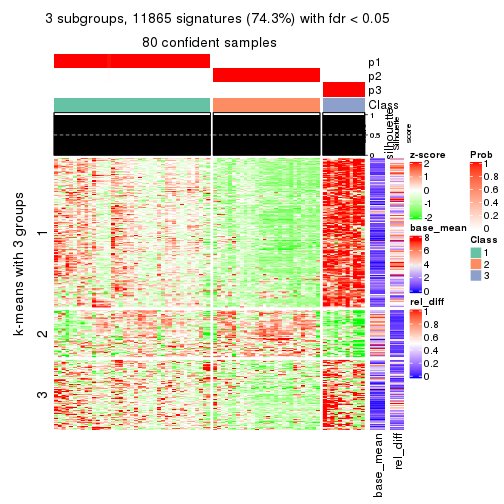 3 subgroups, 11865 signatures (74.3%) with fdr < 0.05
80 confident samples
p1
p2
p3
Class
1
0.5
0
silhouette
Silhouette
score
k-means with 3 groups
1
2
3
base_mean
rel_diff
z-score
2
1
0
-1
-2
base_mean
8
6
4
2
0
rel_diff
1
0.8
0.6
0.4
0.2
0
Prob
1
0.8
0.6
0.4
0.2
0
Class
1
2
3